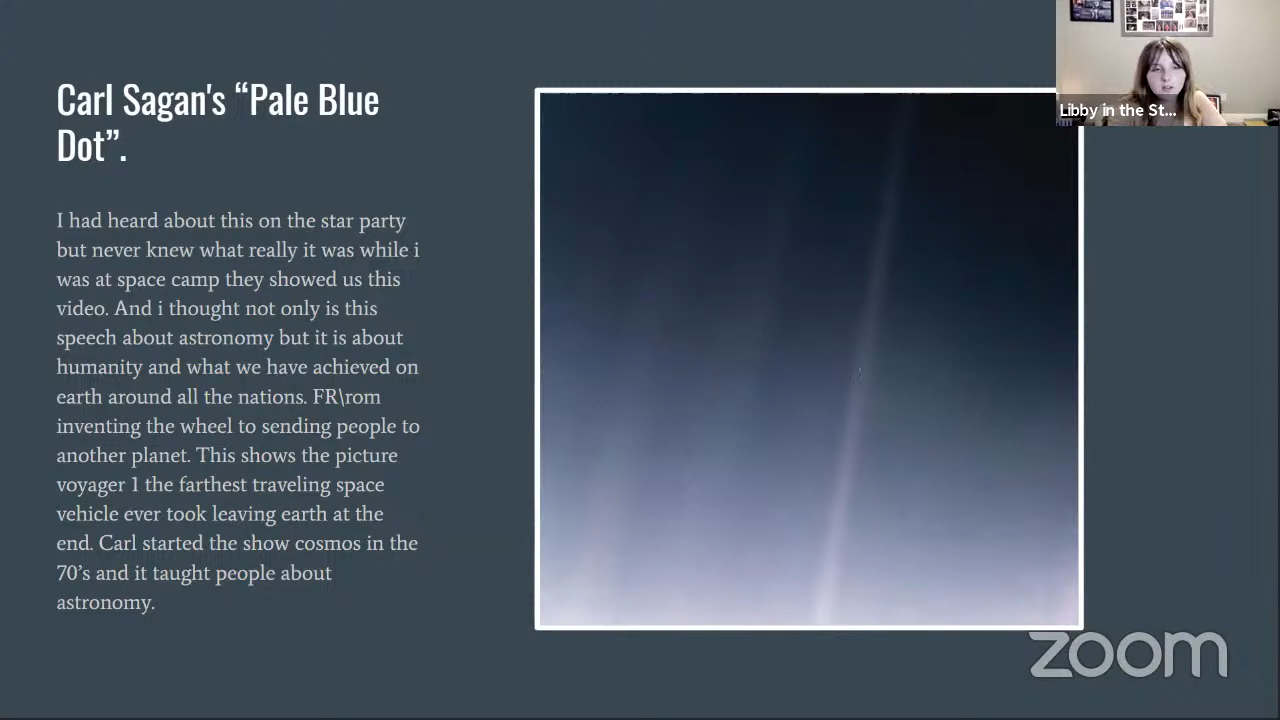 Carl Sagan's “Pale Blue
Dot”.
I had heard about this on the star party
but never knew what really it was while i
was at space camp they showed us this
video. And i thought not only is this
speech about astronomy but it is about
humanity and what we have achieved on
earth around all the nations. FR\rom
inventing the wheel to sending people to
another planet. This shows the picture
voyager 1 the farthest traveling space
vehicle ever took leaving earth at the
end. Carl started the show cosmos in the
70’s and it taught people about
astronomy.
Libby in the St...
zoom